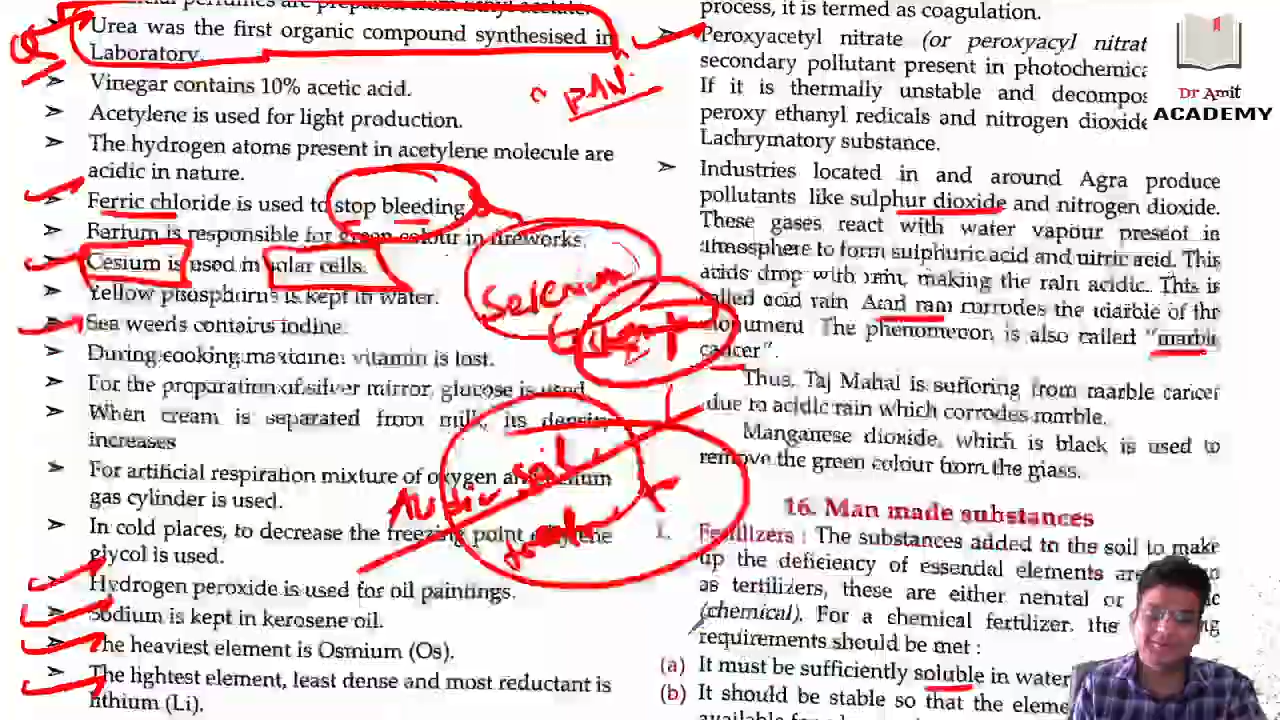 Urea was the first organic compound synthesised in
Laboratory.
➤ Vinegar contains 10% acetic acid.
➤ Acetylene is used for light production.
➤ The hydrogen atoms present in acetylene molecule are
acidic in nature.
➤ Ferric chloride is used to stop bleeding
➤ Barium is responsible for green colour in fireworks.
➤ Cesium is used in solar cells.
➤ Yellow phosphorus is kept in water.
➤ Sea weeds contains iodine.
➤ During cooking maximum vitamin is lost.
➤ For the preparation of silver mirror, glucose is used
➤ When cream is separated from milk, its density
increases
➤ For artificial respiration mixture of oxygen and helium
gas cylinder is used.
➤ In cold places, to decrease the freezing point ethylene
glycol is used.
➤ Hydrogen peroxide is used for oil paintings.
➤ Sodium is kept in kerosene oil.
➤ The heaviest element is Osmium (Os).
➤ The lightest element, least dense and most reductant is
lithium (Li).
PAN
Selenium
process, it is termed as coagulation.
➤ Peroxyacetyl nitrate (or peroxyacyl nitrat
secondary pollutant present in photochemica
If it is thermally unstable and decompos
peroxy ethanyl redicals and nitrogen dioxide
Lachrymatory substance.
➤ Industries located in and around Agra produce
pollutants like sulphur dioxide and nitrogen dioxide.
These gases react with water vapour present in
atmosphere to form sulphuric acid and nitric acid. This
acids drop with rain, making the rain acidic. This is
called acid rain the marble of the
monument The phenomenon is also called "marble
cancer".
Thus, Taj Mahal is suffering from marble cancer
due to acidic rain which corrodes marble.
Manganese dioxide, which is black is used to
remove the green colour from the glass.
16. Man made substances
1. Fertilizers : The substances added to the soil to make
up the deficiency of essential elements are
as fertilizers, these are either or
(chemical). For a chemical fertilizer, the
requirements should be met :
(a) It must be sufficiently soluble in water
(b) It should be stable so that the eleme
Dr Amit
ACADEMY